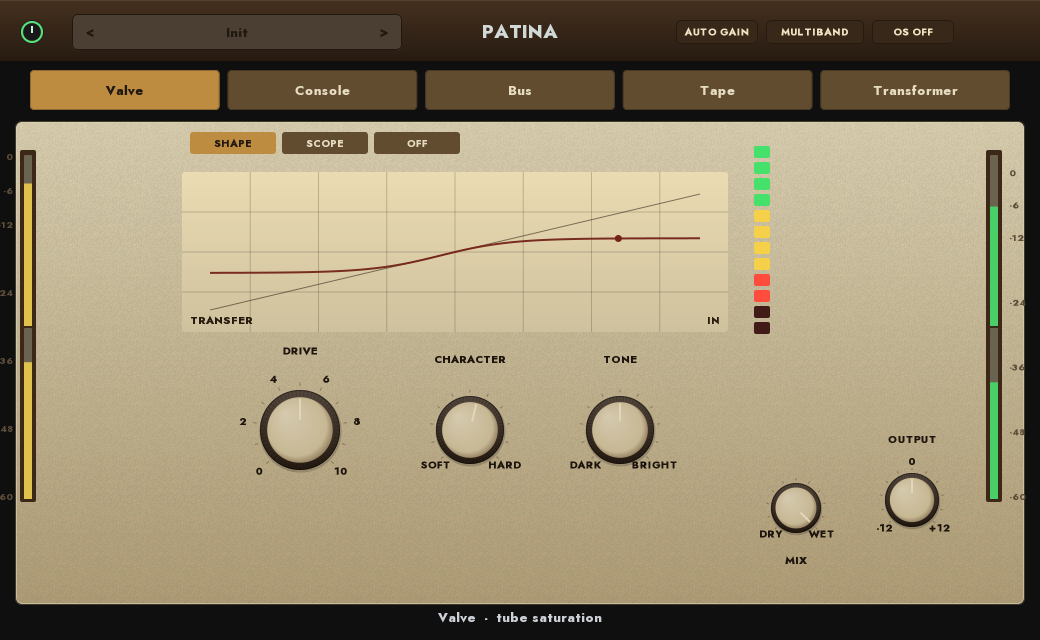 < Init >
PATINA
AUTO GAIN MULTIBAND OS OFF
Valve Console Bus Tape Transformer
SHAPE SCOPE OFF
0
-6
-12
24
36
48
60
0
-6
-12
-24
-36
-48
-60
TRANSFER IN
DRIVE
0 2 4 6 8 10
CHARACTER
SOFT HARD
TONE
DARK BRIGHT
DRY WET
MIX
OUTPUT
0
-12 +12
Valve - tube saturation